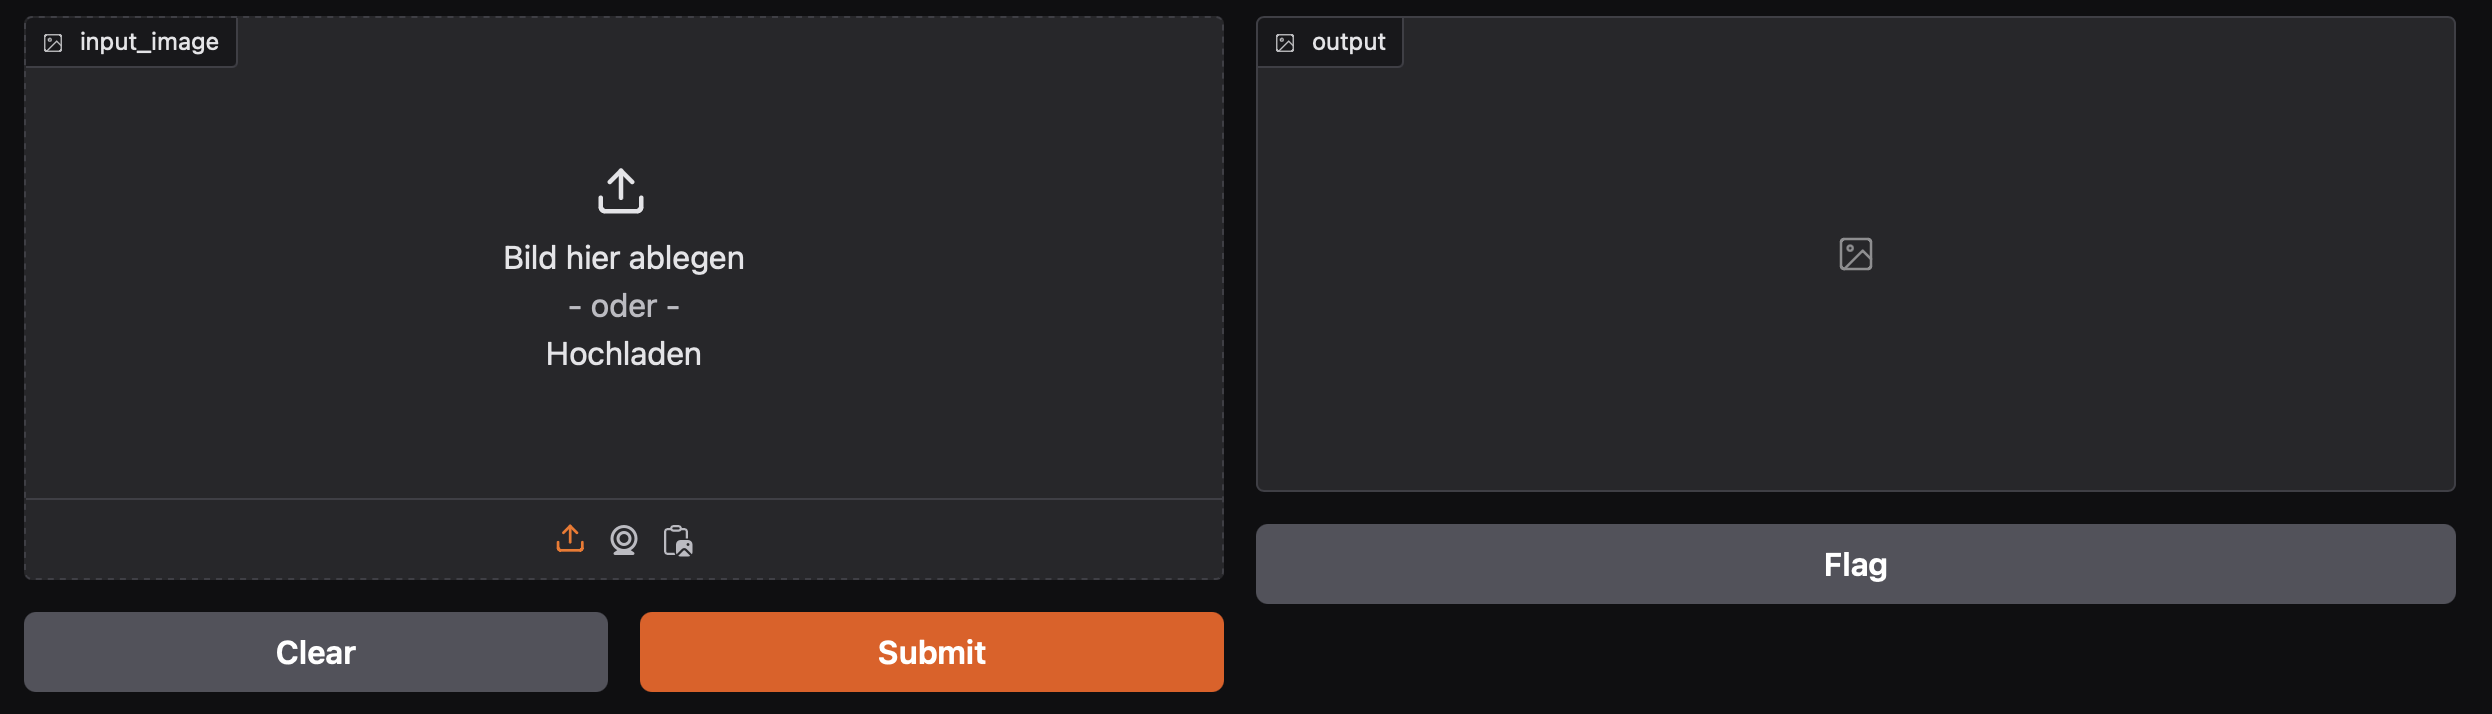 input_image
Bild hier ablegen
- oder -
Hochladen
Clear
Submit
output
Flag